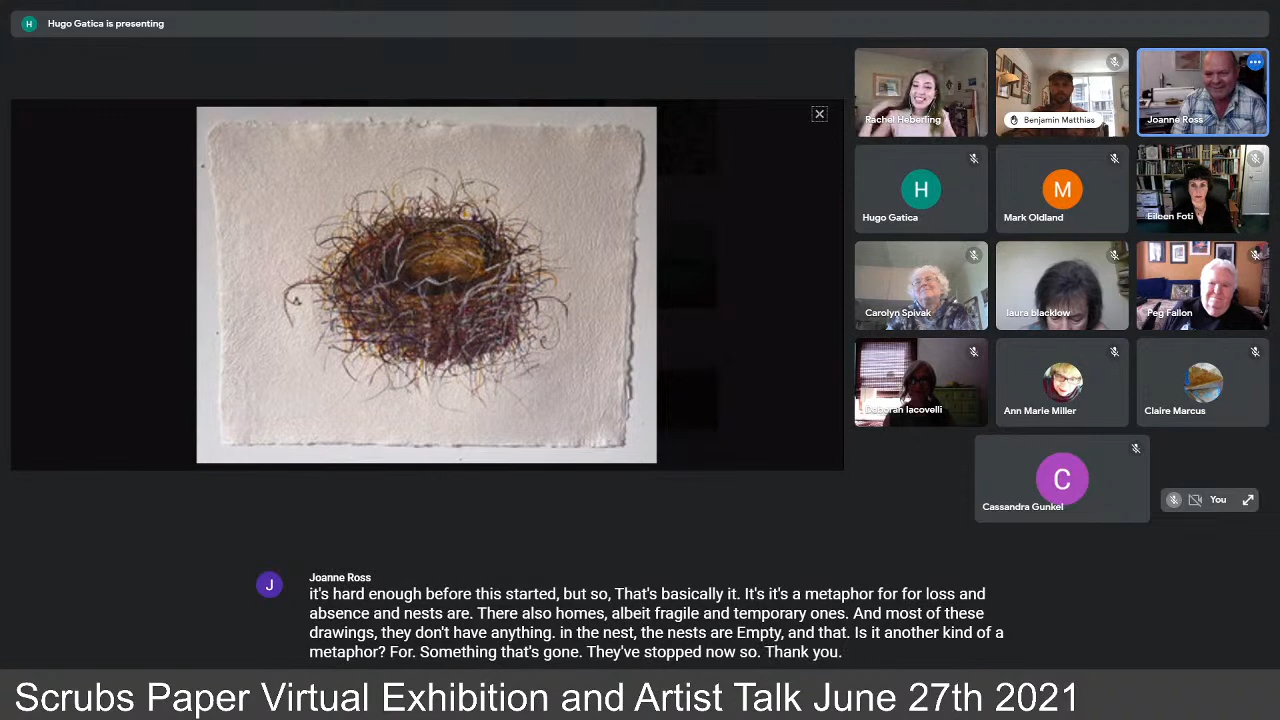 H Hugo Gatica is presenting
Rachel Heberling
Benjamin Matthias
Joanne Ross
H
Hugo Gatica
M
Mark Oldland
Eileen Foti
Carolyn Spivak
laura blacklow
Peg Fallon
Deborah Iacovelli
Ann Marie Miller
Claire Marcus
C
Cassandra Gunkel
You
J
Joanne Ross
it's hard enough before this started, but so, That's basically it. It's it's a metaphor for for loss and
absence and nests are. There also homes, albeit fragile and temporary ones. And most of these
drawings, they don't have anything. in the nest, the nests are Empty, and that. Is it another kind of a
metaphor? For. Something that's gone. They've stopped now so. Thank you.
Scrubs Paper Virtual Exhibition and Artist Talk June 27th 2021